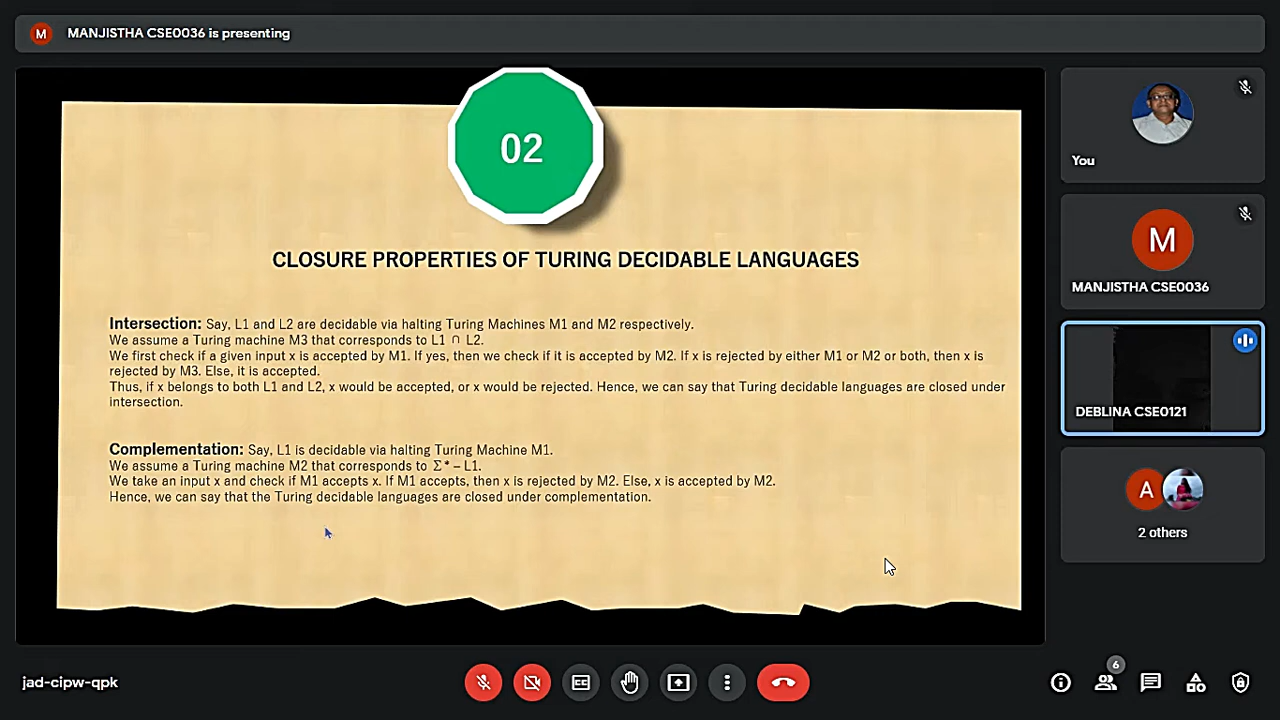 M MANJISTHA CSE0036 is presenting
02
CLOSURE PROPERTIES OF TURING DECIDABLE LANGUAGES
Intersection: Say, L1 and L2 are decidable via halting Turing Machines M1 and M2 respectively.
We assume a Turing machine M3 that corresponds to L1 ∩ L2.
We first check if a given input x is accepted by M1. If yes, then we check if it is accepted by M2. If x is rejected by either M1 or M2 or both, then x is
rejected by M3. Else, it is accepted.
Thus, if x belongs to both L1 and L2, x would be accepted, or x would be rejected. Hence, we can say that Turing decidable languages are closed under
intersection.
Complementation: Say, L1 is decidable via halting Turing Machine M1.
We assume a Turing machine M2 that corresponds to Σ* – L1.
We take an input x and check if M1 accepts x. If M1 accepts, then x is rejected by M2. Else, x is accepted by M2.
Hence, we can say that the Turing decidable languages are closed under complementation.
You
M
MANJISTHA CSE0036
DEBLINA CSE0121
A
2 others
jad-cipw-qpk
CC
6